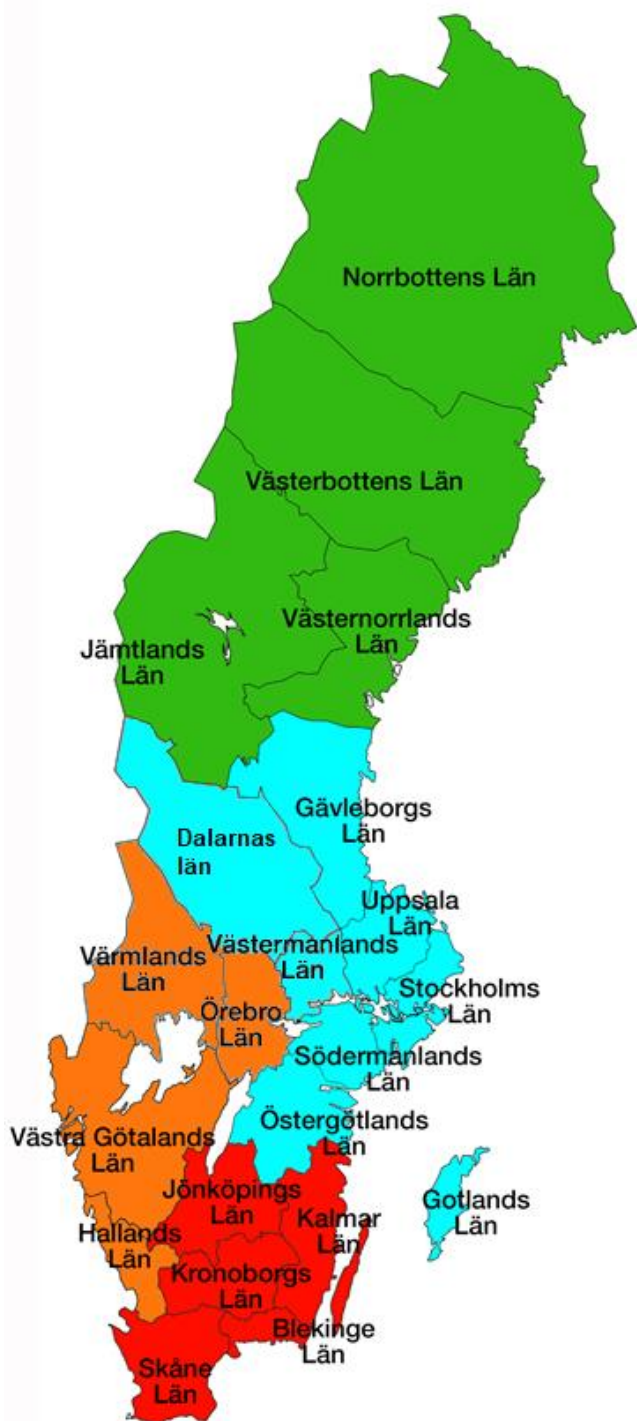 Norrbottens Län
Västerbottens Län
Västernorrlands
Län
Jämtlands
Län
Gävleborgs
Län
Dalarnas
län
Uppsala
Län
Västermanlands
Län
Värmlands
Län
Stockholms
Län
Örebro
Län
Södermanlands
Län
Östergötlands
Län
Västra Götalands
Län
Jönköpings
Län
Gotlands
Län
Kalmar
Län
Hallands
Län
Kronoborgs
Län
Blekinge
Län
Skåne
Län